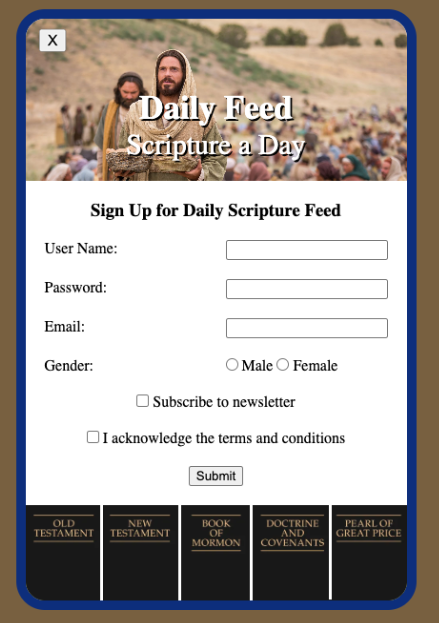 X
Daily Feed
Scripture a Day
Sign Up for Daily Scripture Feed
User Name:
Password:
Email:
Gender: Male Female
Subscribe to newsletter
I acknowledge the terms and conditions
Submit
OLD
TESTAMENT
NEW
TESTAMENT
BOOK
OF
MORMON
DOCTRINE
AND
COVENANTS
PEARL OF
GREAT PRICE